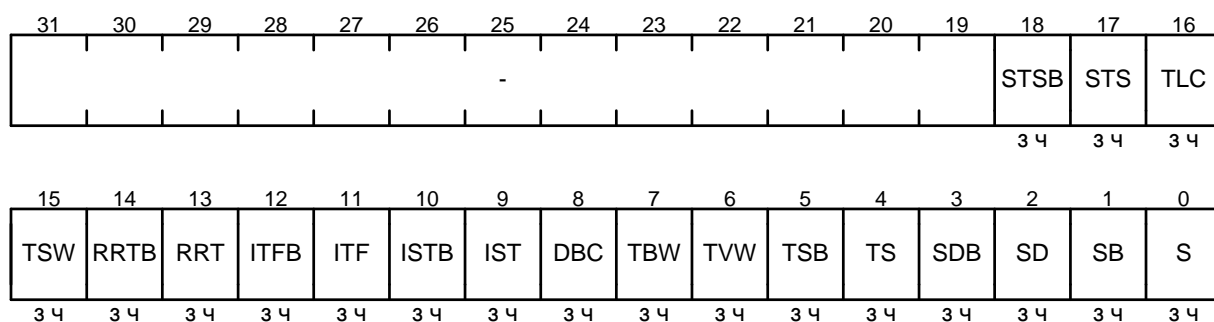 31 30 29 28 27 26 25 24 23 22 21 20 19 18 17 16
- STSB STS TLC
З Ч З Ч З Ч
15 14 13 12 11 10 9 8 7 6 5 4 3 2 1 0
TSW RRTB RRT ITFB ITF ISTB IST DBC TBW TVW TSB TS SDB SD SB S
З Ч З Ч З Ч З Ч З Ч З Ч З Ч З Ч З Ч З Ч З Ч З Ч З Ч З Ч З Ч З Ч